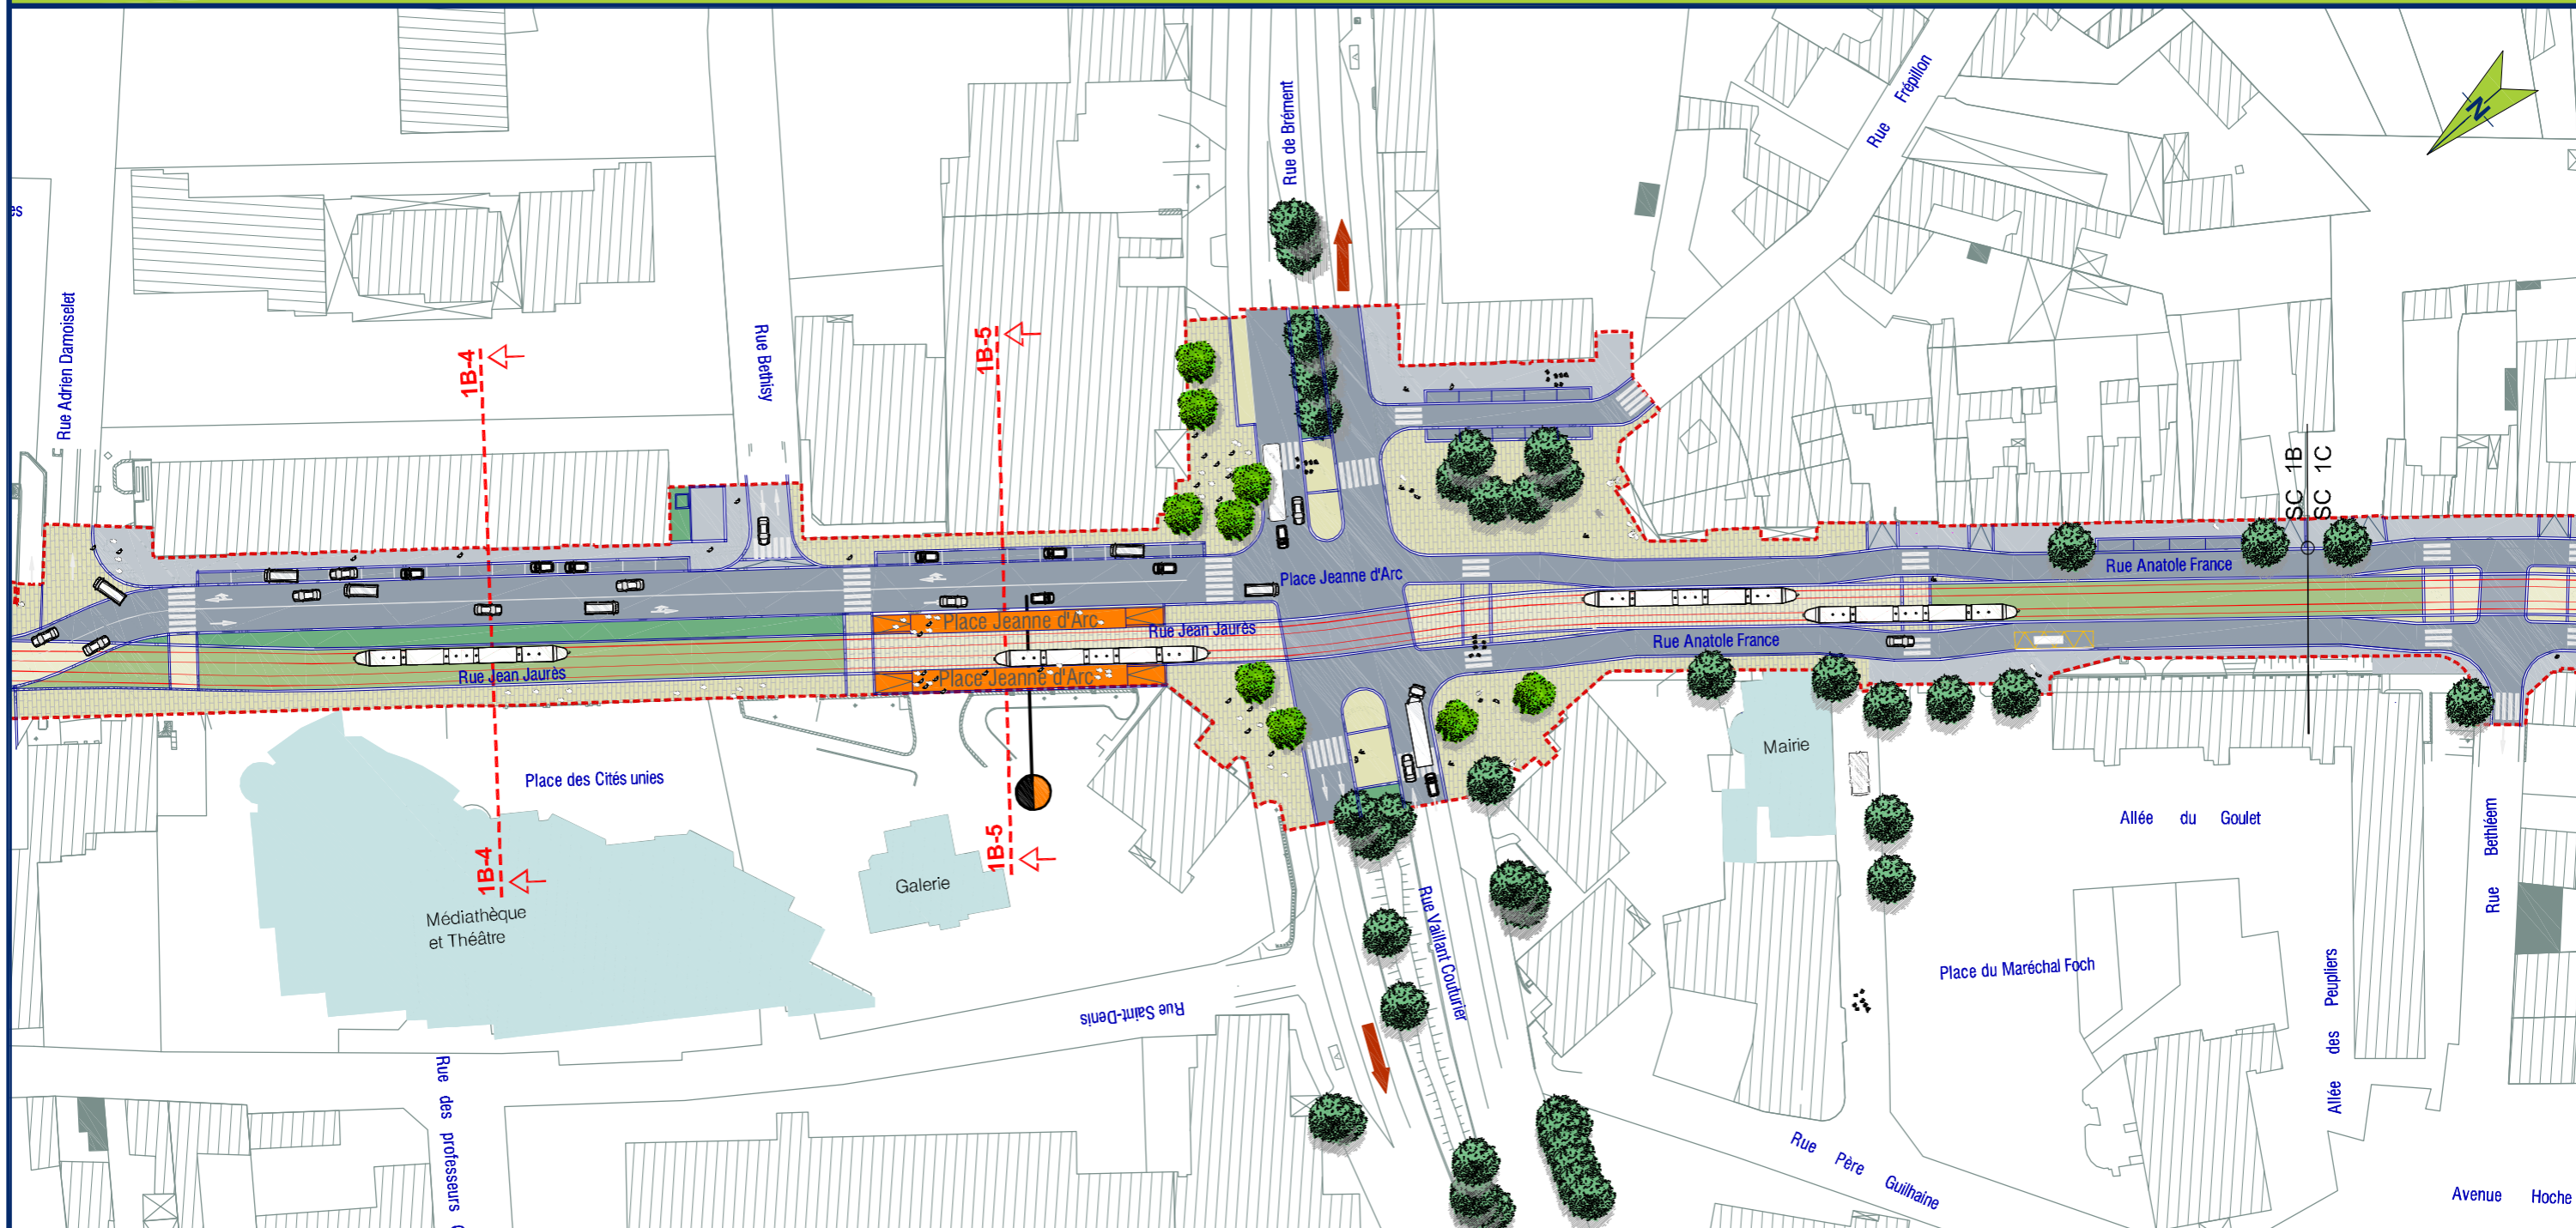 Rue Adrien Damoiselet
Rue Bethisy
Rue de Brément
Rue Frépillon
N
1B-4
1B-5
SC 1B
SC 1C
Place Jeanne d'Arc
Rue Anatole France
Place Jeanne d'Arc
Rue Jean Jaurès
Rue Anatole France
Rue Jean Jaurès
Place Jeanne d'Arc
Mairie
Place des Cités unies
Allée du Goulet
Rue Bethléem
1B-4
1B-5
Galerie
Médiathèque
et Théâtre
Rue Vaillant Couturier
Place du Maréchal Foch
Rue Saint-Denis
Allée des Peupliers
Rue des professeurs
Rue Père Guilhaine
Avenue Hoche